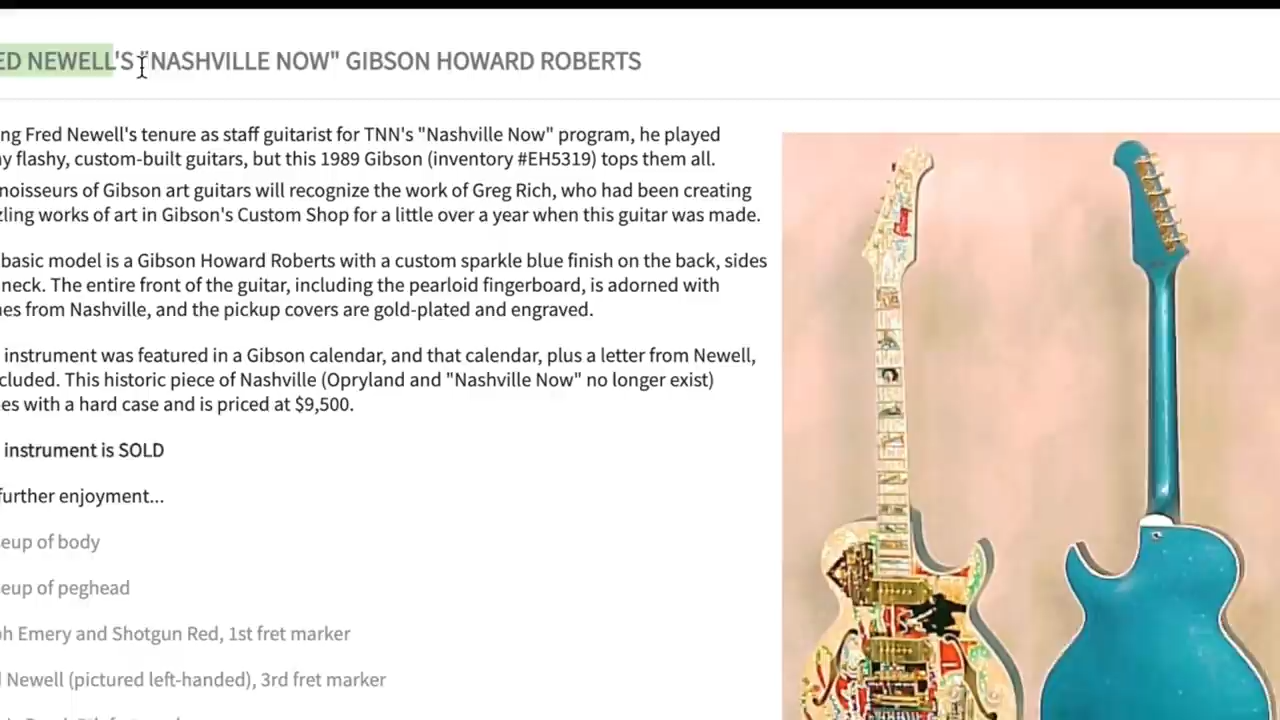 ED NEWELL'S "NASHVILLE NOW" GIBSON HOWARD ROBERTS
ng Fred Newell's tenure as staff guitarist for TNN's "Nashville Now" program, he played
y flashy, custom-built guitars, but this 1989 Gibson (inventory #EH5319) tops them all.
noisseurs of Gibson art guitars will recognize the work of Greg Rich, who had been creating
zling works of art in Gibson's Custom Shop for a little over a year when this guitar was made.
basic model is a Gibson Howard Roberts with a custom sparkle blue finish on the back, sides
neck. The entire front of the guitar, including the pearloid fingerboard, is adorned with
es from Nashville, and the pickup covers are gold-plated and engraved.
instrument was featured in a Gibson calendar, and that calendar, plus a letter from Newell,
cluded. This historic piece of Nashville (Opryland and "Nashville Now" no longer exist)
es with a hard case and is priced at $9,500.
instrument is SOLD
further enjoyment...
eup of body
eup of peghead
h Emery and Shotgun Red, 1st fret marker
Newell (pictured left-handed), 3rd fret marker